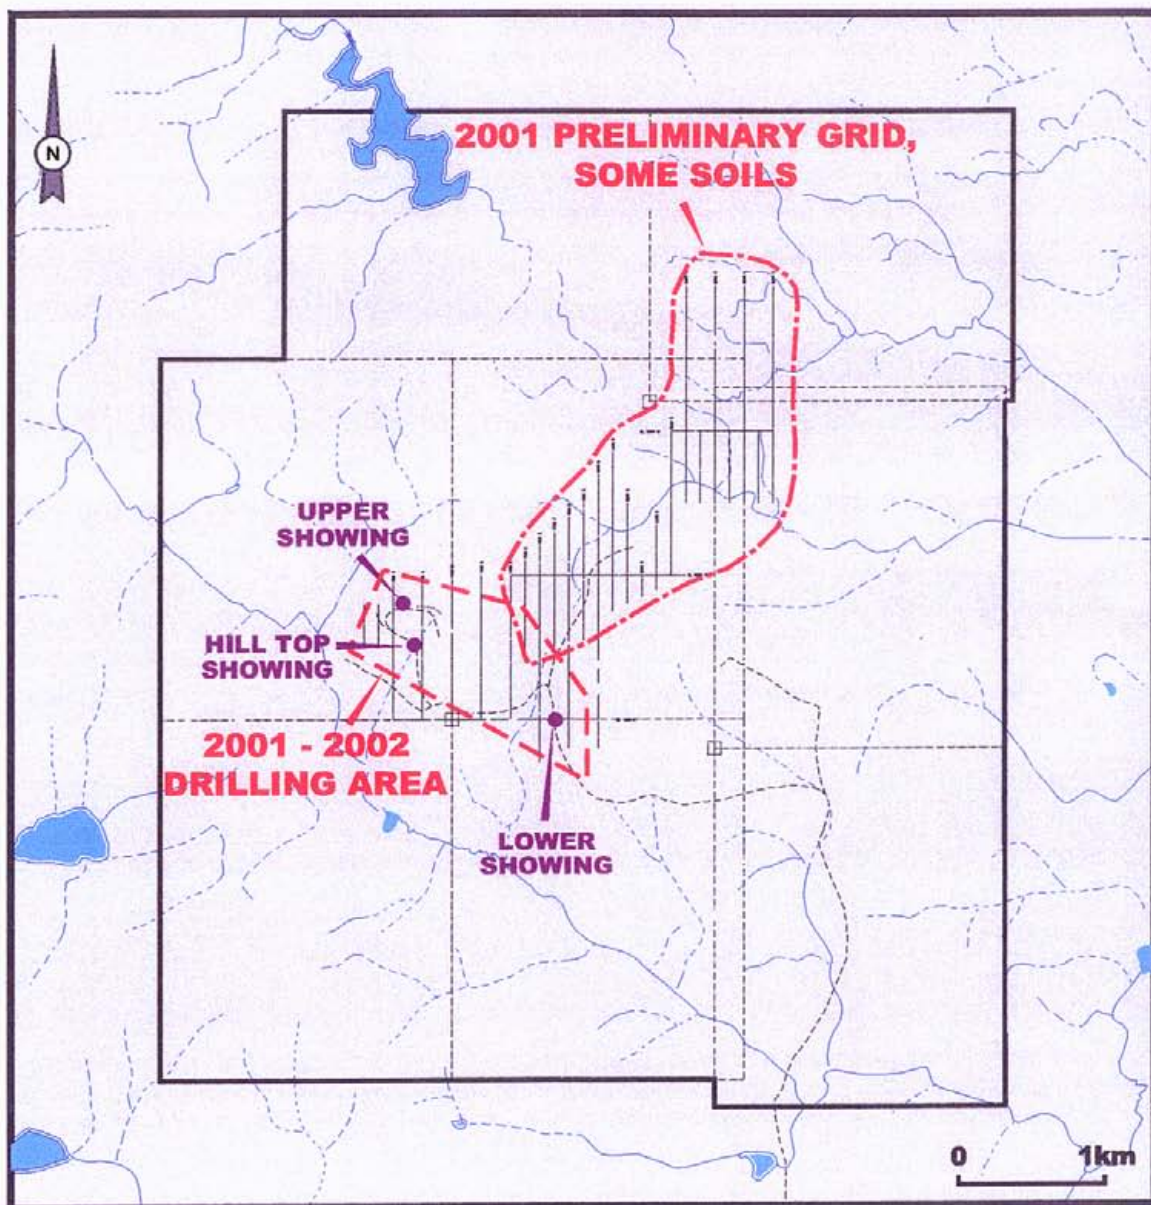 N
2001 PRELIMINARY GRID,
SOME SOILS
UPPER
SHOWING
HILL TOP
SHOWING
2001 - 2002
DRILLING AREA
LOWER
SHOWING
0 1km